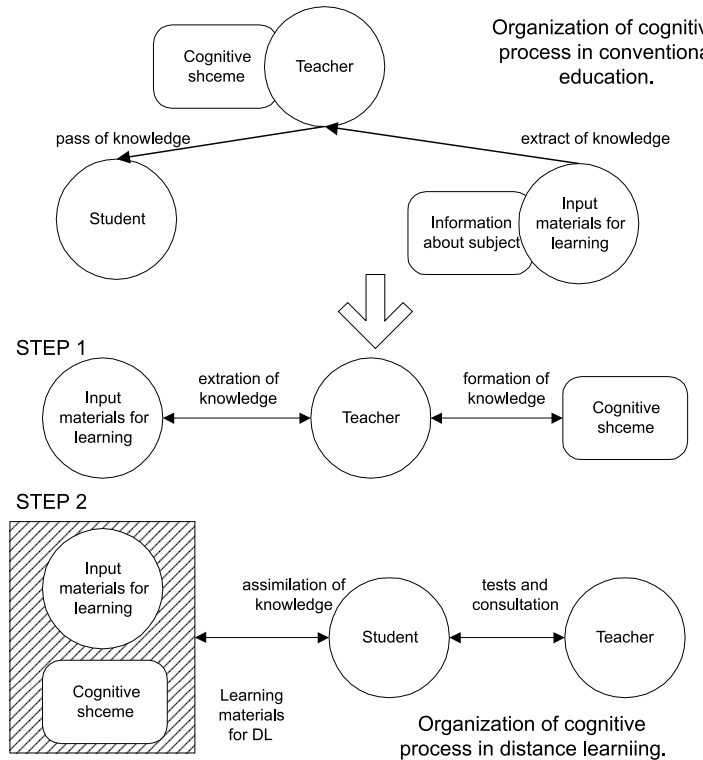 Organization of cognitiv
process in conventiona
education.
Cognitive
shceme
Teacher
pass of knowledge
extract of knowledge
Student
Information
about subject
Input
materials for
learning
STEP 1
Input
materials for
learning
extration of
knowledge
Teacher
formation of
knowledge
Cognitive
shceme
STEP 2
Input
materials for
learning
Cognitive
shceme
assimilation of
knowledge
Student
tests and
consultation
Teacher
Learning
materials
for DL
Organization of cognitive
process in distance learniing.